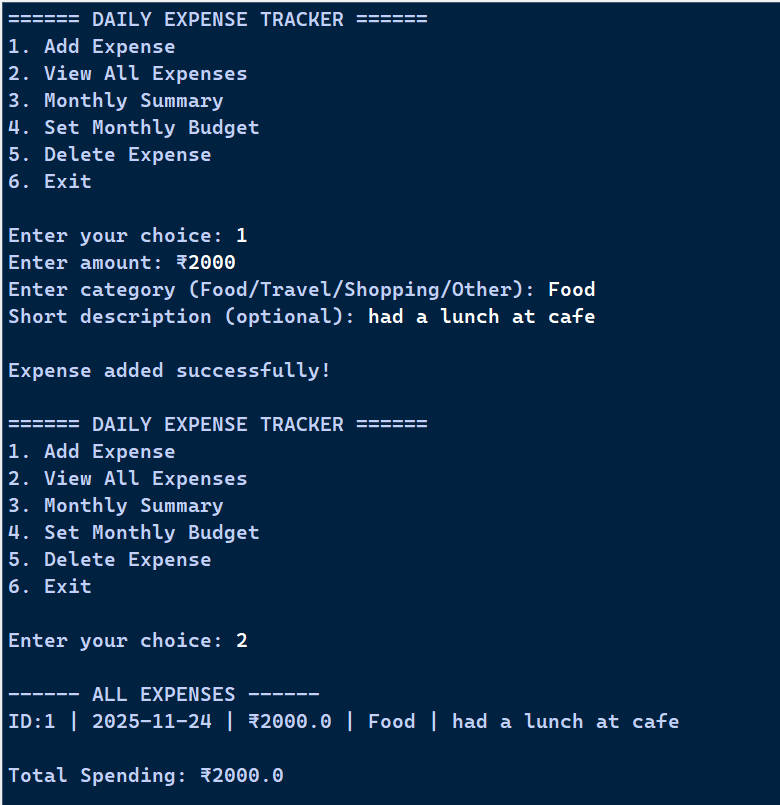 ====== DAILY EXPENSE TRACKER ======
1. Add Expense
2. View All Expenses
3. Monthly Summary
4. Set Monthly Budget
5. Delete Expense
6. Exit
Enter your choice: 1
Enter amount: ₹2000
Enter category (Food/Travel/Shopping/Other): Food
Short description (optional): had a lunch at cafe
Expense added successfully!
====== DAILY EXPENSE TRACKER ======
1. Add Expense
2. View All Expenses
3. Monthly Summary
4. Set Monthly Budget
5. Delete Expense
6. Exit
Enter your choice: 2
------ ALL EXPENSES ------
ID:1 | 2025-11-24 | ₹2000.0 | Food | had a lunch at cafe
Total Spending: ₹2000.0